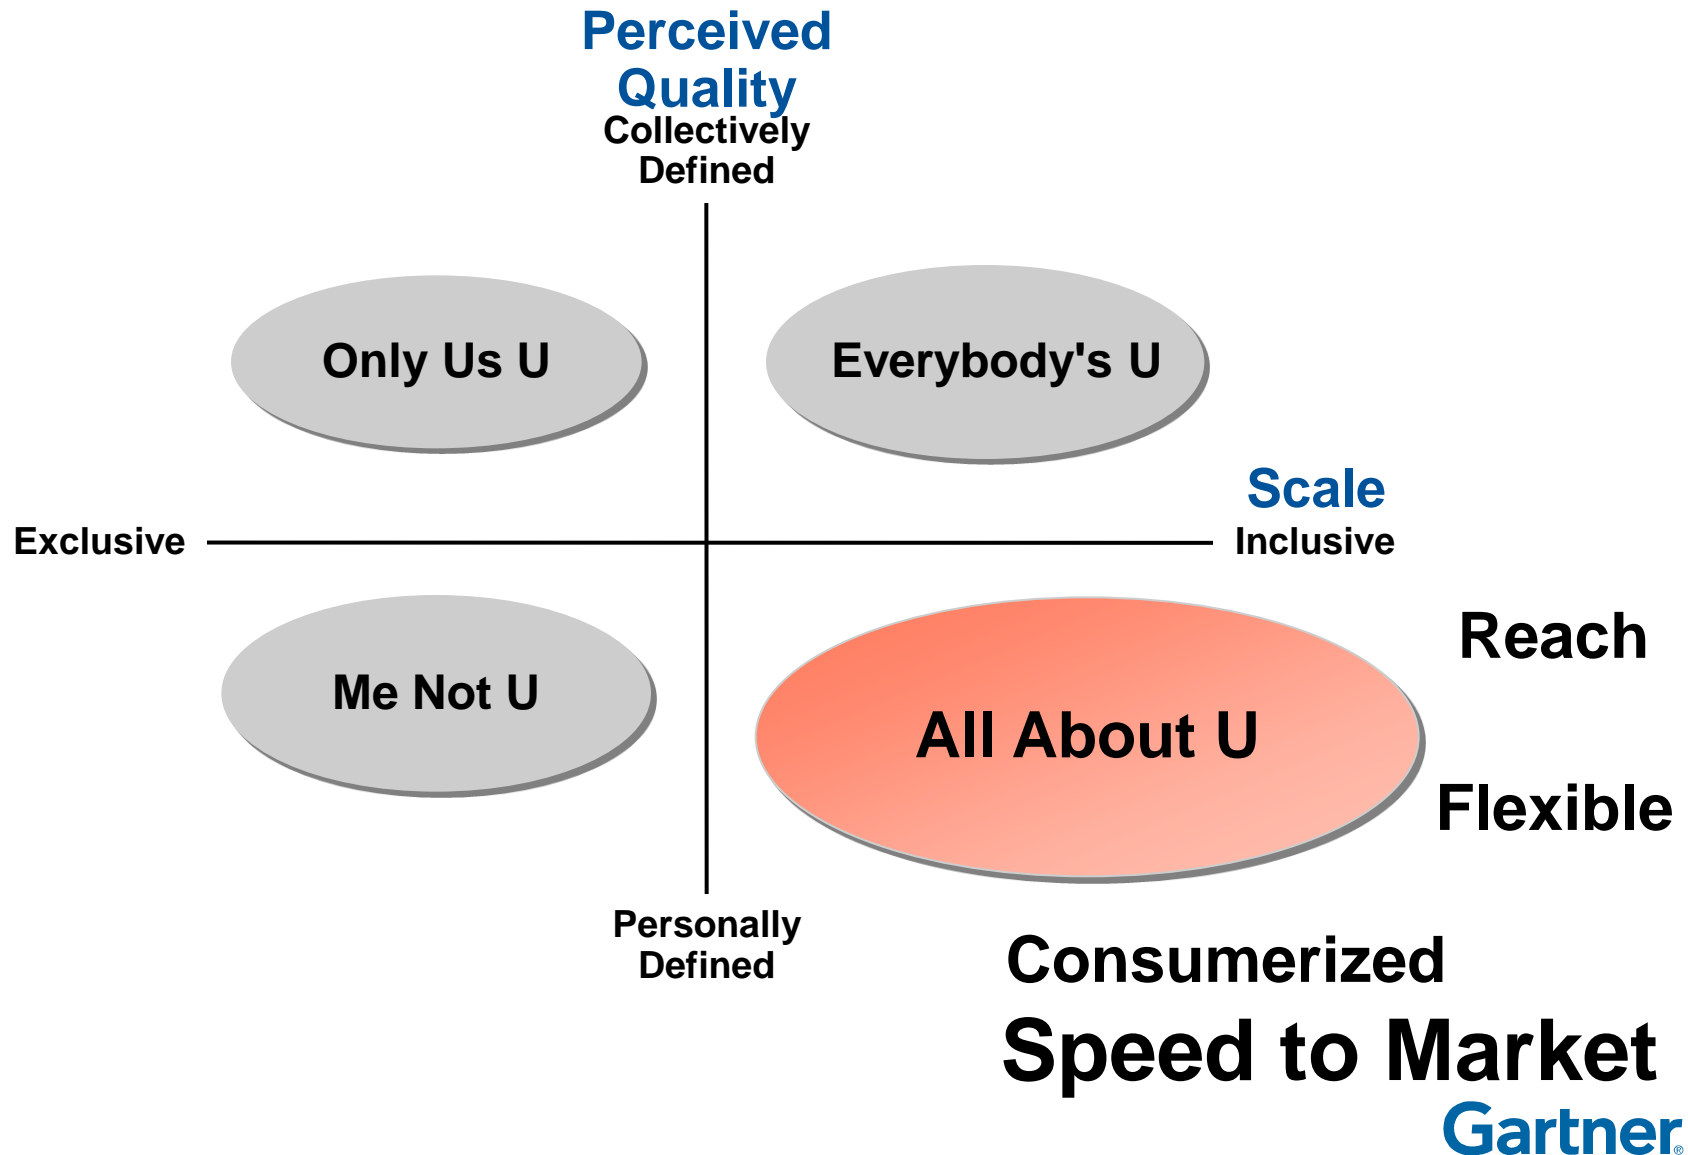 Perceived
Quality
Collectively
Defined
Only Us U
Everybody's U
Scale
Exclusive
Inclusive
Reach
Me Not U
All About U
Flexible
Personally
Defined
Consumerized
Speed to Market
Gartner®